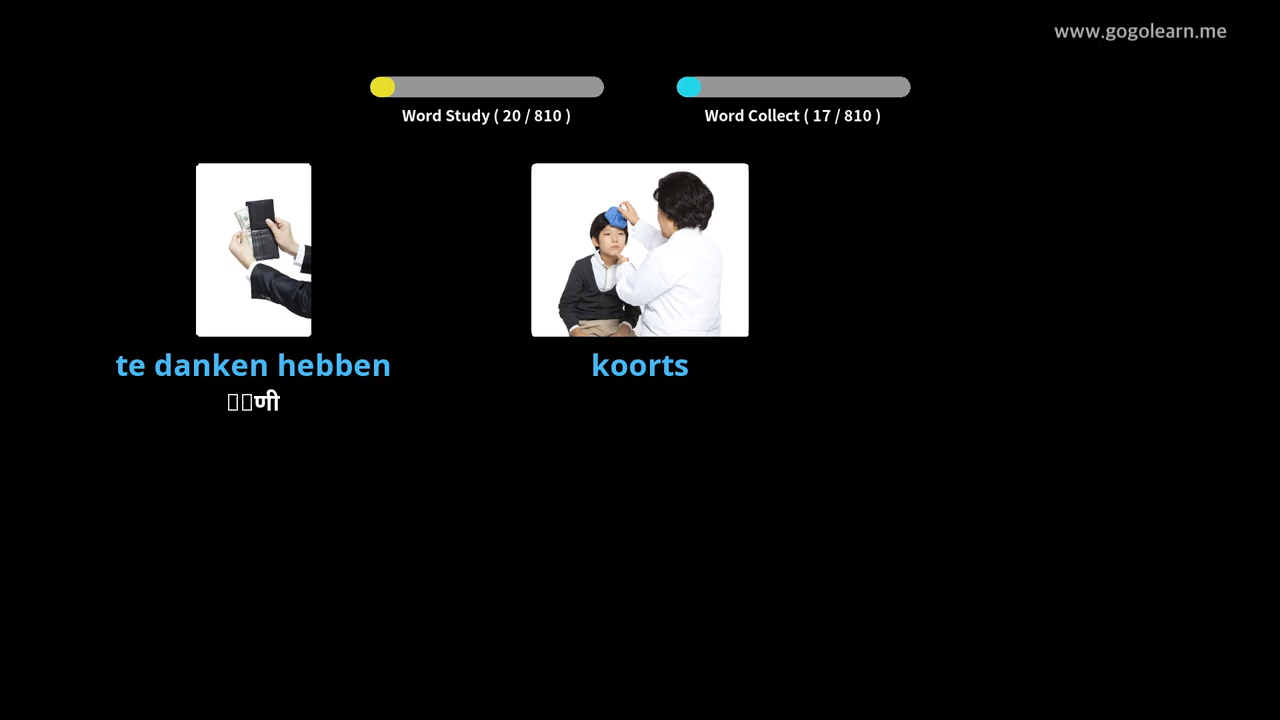 www.gogolearn.me
Word Study ( 20 / 810 )
Word Collect ( 17 / 810 )
te danken hebben
koorts